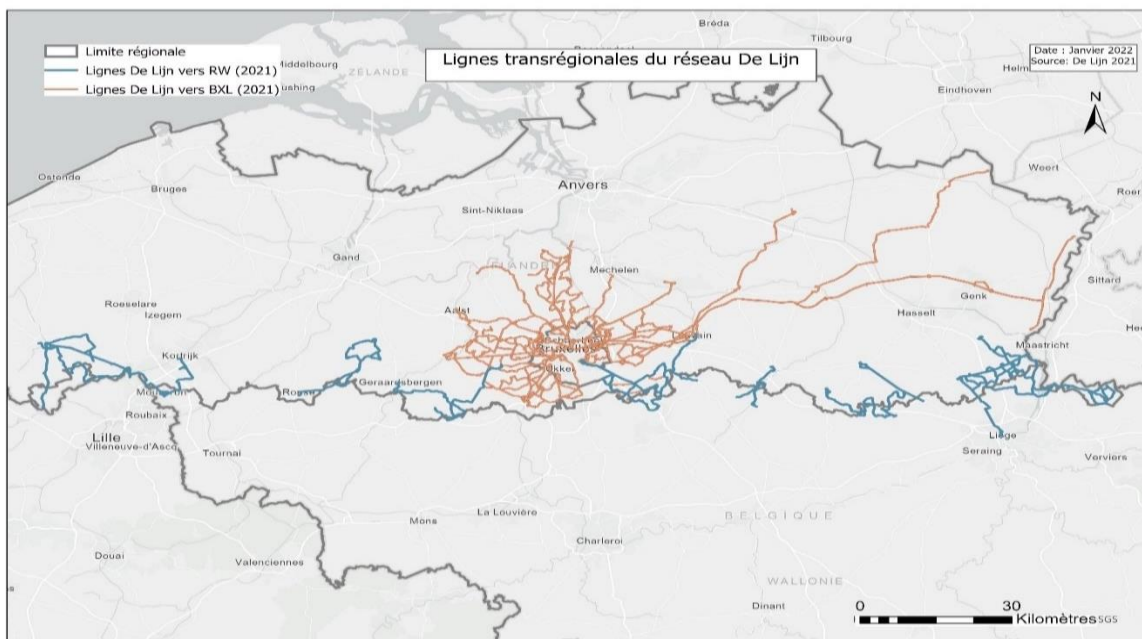 Bréda
Tilbourg
Limite régionale
Lignes De Lijn vers RW (2021)
Lignes De Lijn vers BXL (2021)
Middelbourg
ZÉLANDE
Lignes transrégionales du réseau De Lijn
Date : Janvier 2022
Source: De Lijn 2021
Eindhoven
N
Ostende
Bruges
Anvers
Weert
Sint-Niklaas
Gand
Mechelen
Sittard
Roeselare
Izegem
Aalst
Genk
Hasselt
Maastricht
Kortrijk
Bruxelles
Ukkel
Geraardsbergen
Roubaix
Lille
Villeneuve-d'Ascq
Tournai
Liège
Seraing
Verviers
Mons
La Louvière
BELGIQUE
Charleroi
Douai
Valenciennes
WALLONIE
Dinant
0 30
Kilomètres